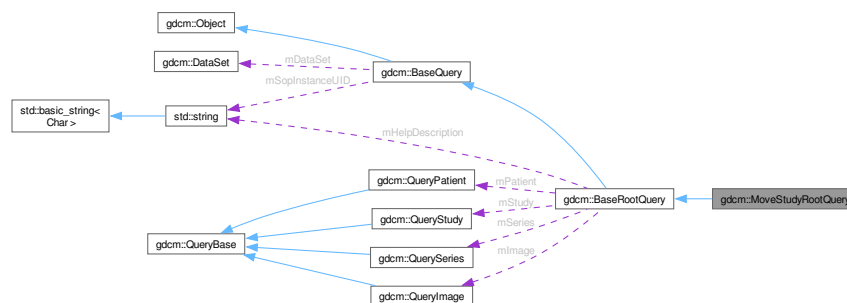 gdcm::Object
gdcm::DataSet
mDataSet
gdcm::BaseQuery
mSopInstanceUID
std::basic_string<
Char >
std::string
mHelpDescription
gdcm::QueryPatient
mPatient
gdcm::BaseRootQuery
gdcm::MoveStudyRootQuery
mStudy
gdcm::QueryStudy
mSeries
gdcm::QueryBase
gdcm::QuerySeries
mImage
gdcm::QueryImage